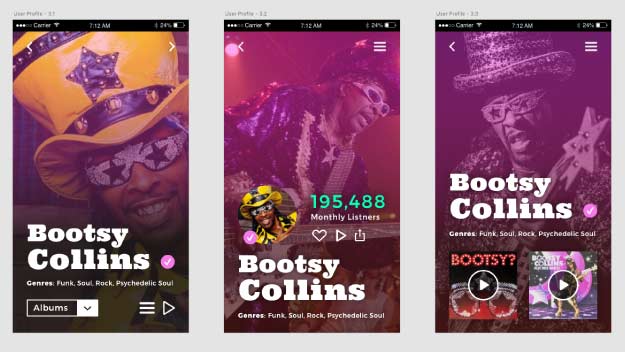 User Profile - 3.1
Carrier
7:12 AM
24%
Bootsy
Collins
Genres: Funk, Soul, Rock, Psychedelic Soul
Albums
User Profile - 3.2
Carrier
7:12 AM
24%
195,488
Monthly Listners
Bootsy
Collins
Genres: Funk, Soul, Rock, Psychedelic Soul
User Profile - 3.3
Carrier
7:12 AM
24%
Bootsy
Collins
Genres: Funk, Soul, Rock, Psychedelic Soul
BOOTSY?
BOOTSY
COLLINS